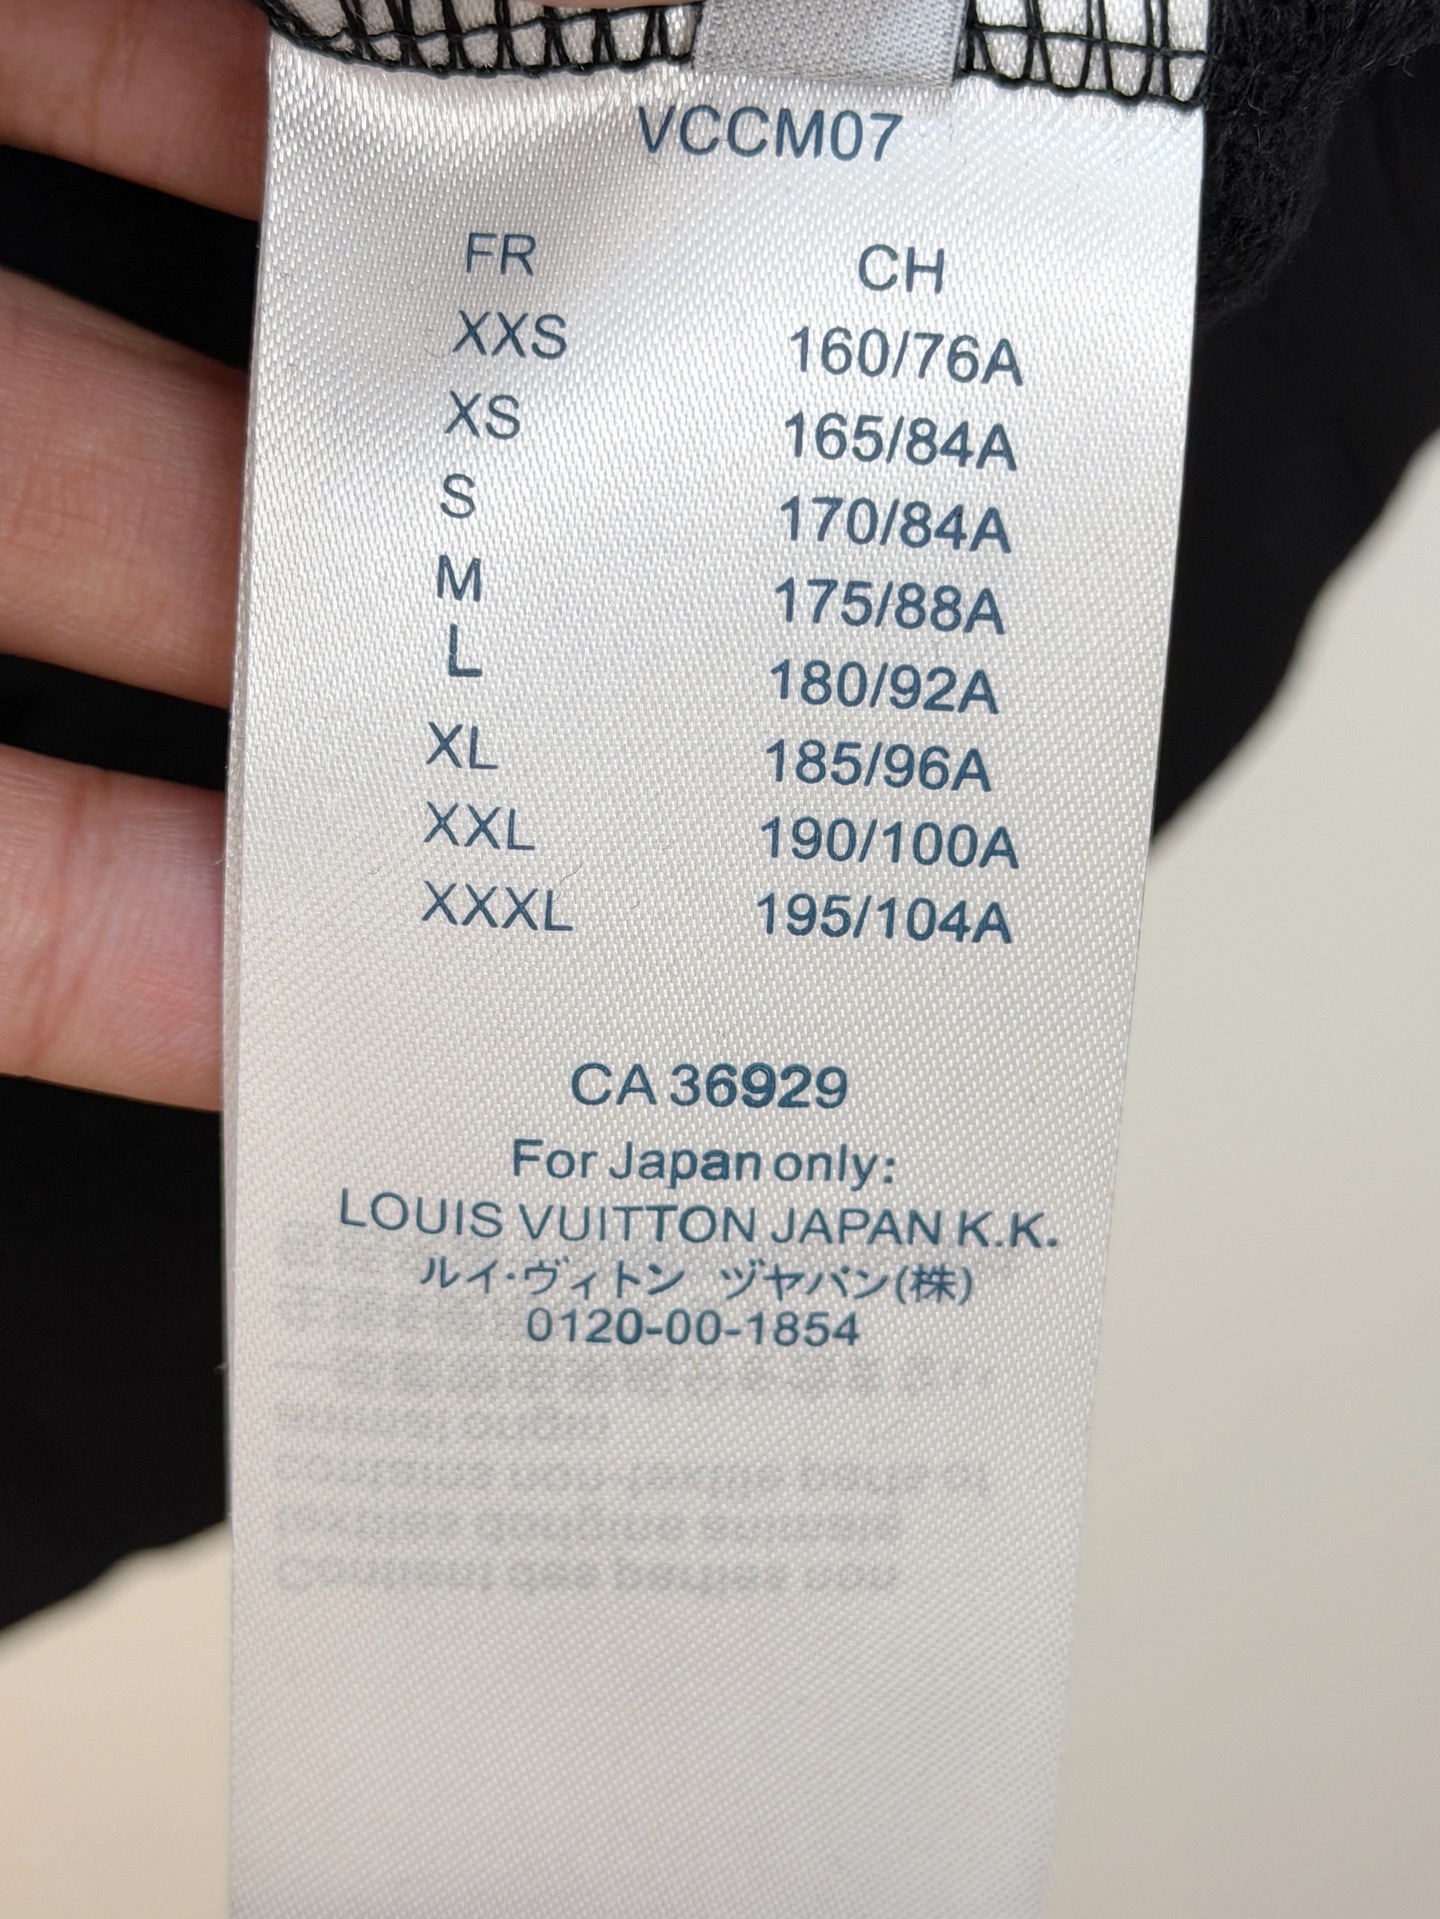 VCCM07
FR CH
XXS 160/76A
XS 165/84A
S 170/84A
M 175/88A
L 180/92A
XL 185/96A
XXL 190/100A
XXXL 195/104A
CA 36929
For Japan only:
LOUIS VUITTON JAPAN K.K.
ルイ・ヴィトン ヅヤパン(株)
0120-00-1854